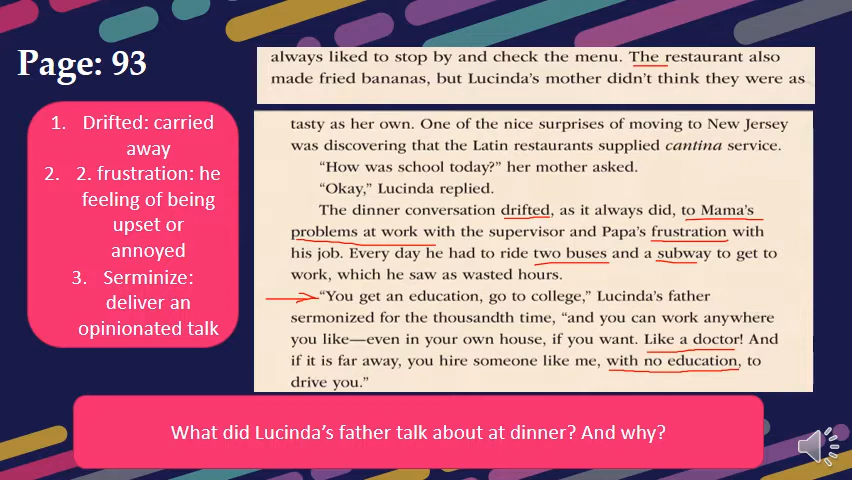 Page: 93
always liked to stop by and check the menu. The restaurant also
made fried bananas, but Lucinda's mother didn't think they were as
1. Drifted: carried
away
2. 2. frustration: he
feeling of being
upset or
annoyed
3. Serminize:
deliver an
opinionated talk
tasty as her own. One of the nice surprises of moving to New Jersey
was discovering that the Latin restaurants supplied cantina service.
"How was school today?" her mother asked.
"Okay," Lucinda replied.
The dinner conversation drifted, as it always did, to Mama's
problems at work with the supervisor and Papa's frustration with
his job. Every day he had to ride two buses and a subway to get to
work, which he saw as wasted hours.
"You get an education, go to college," Lucinda's father
sermonized for the thousandth time, "and you can work anywhere
you like—even in your own house, if you want. Like a doctor! And
if it is far away, you hire someone like me, with no education, to
drive you."
What did Lucinda's father talk about at dinner? And why?